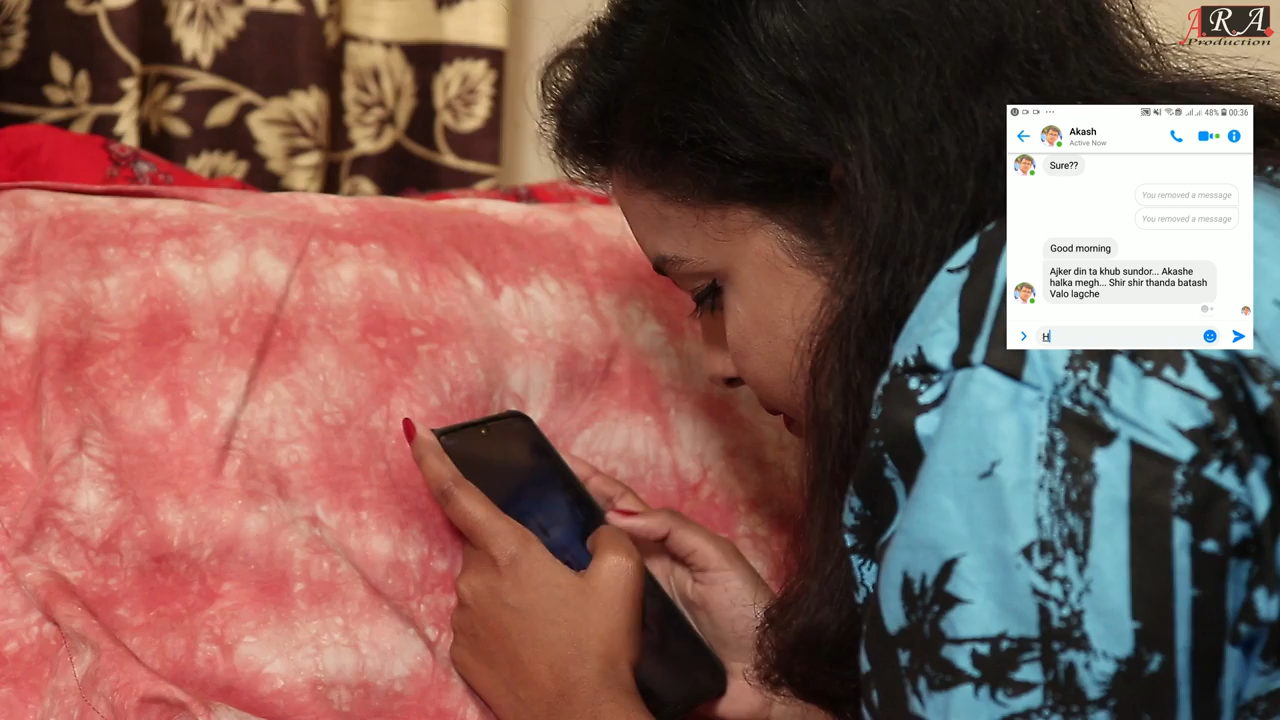 A.R.A.
Production
48% 00:36
Akash
Active Now
Sure??
You removed a message
You removed a message
Good morning
Ajker din ta khub sundor... Akashe
halka megh... Shir shir thanda batash
Valo lagche
H